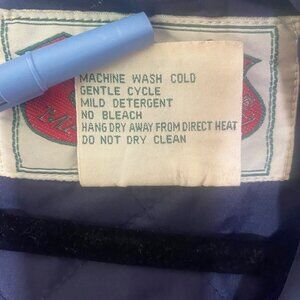 MACHINE WASH COLD
GENTLE CYCLE
MILD DETERGENT
NO BLEACH
HANG DRY AWAY FROM DIRECT HEAT
DO NOT DRY CLEAN